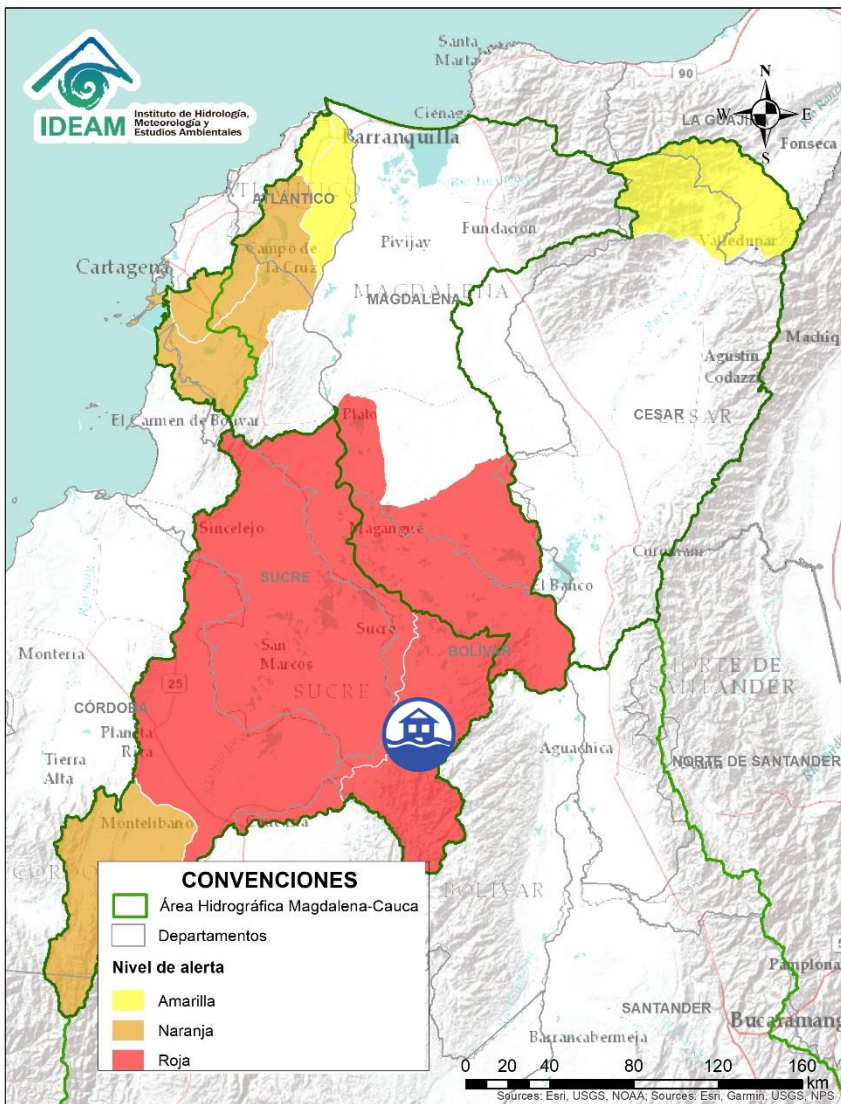 IDEAM
Instituto de Hidrología,
Meteorología y
Estudios Ambientales
Santa
Marta
90
N
W
E
S
LA GUAJIRA
Ciénaga
Barranquilla
Fonseca
ATLÁNTICO
ATLÁNTICO
Pivijay
Fundación
Valledupar
Cartagena
Campo de
la Cruz
MAGDALENA
MAGDALENA
Agustín
Codazzi
Machiq
El Carmen de Bolívar
Plato
CESAR
CESAR
Sincelejo
Magangué
SUCRE
El Banco
Sucre
BOLÍVAR
San
Marcos
SUCRE
Montería
25
NORTE DE
SANTANDER
CÓRDOBA
Planeta
Rica
Tierra
Alta
Aguachica
NORTE DE SANTANDER
Montelíbano
BOLÍVAR
CONVENCIONES
Área Hidrográfica Magdalena-Cauca
Departamentos
Nivel de alerta
Amarilla
Naranja
Roja
Pamplona
SANTANDER
Bucaramang
Barrancabermeja
0 20 40 80 120 160
km
Sources: Esri, USGS, NOAA; Sources: Esri, Garmin, USGS, NPS